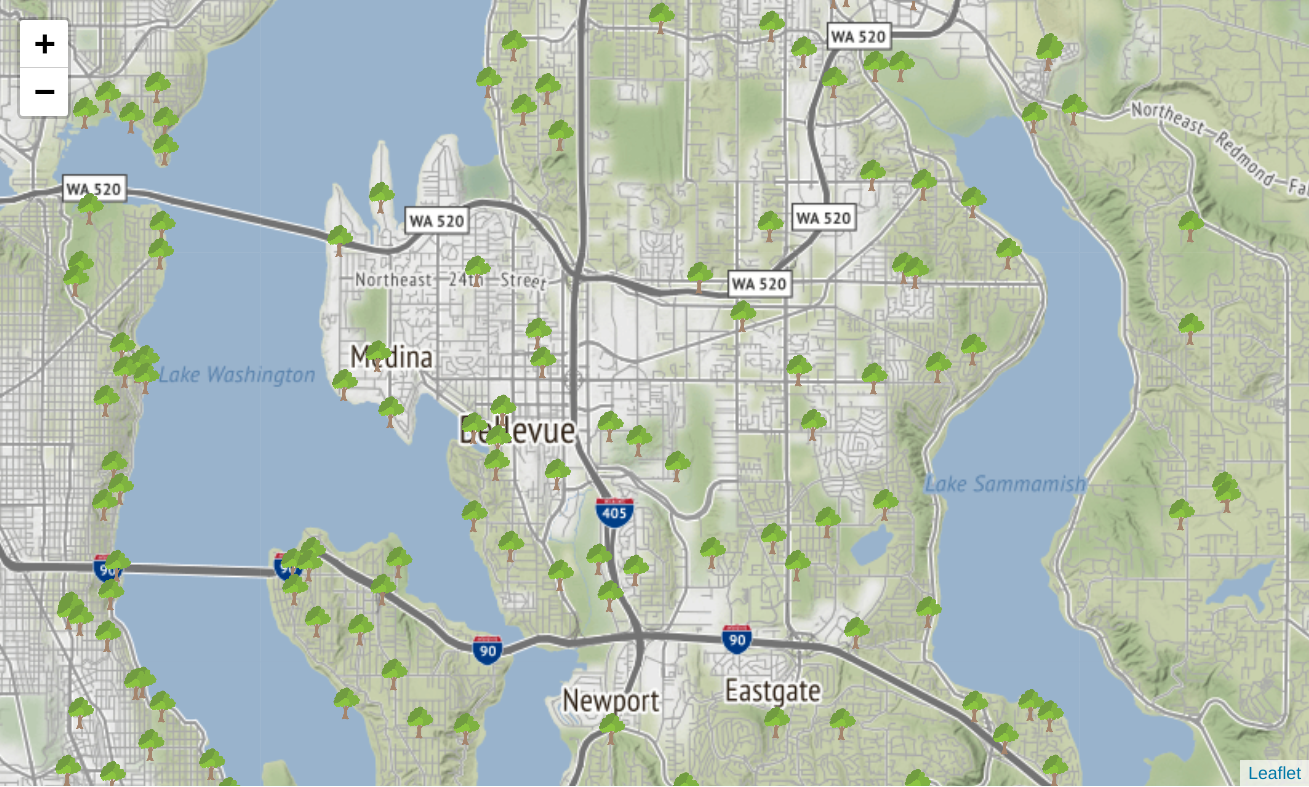 +
WA 520
−
Northeast-Redmond-Fa
WA 520
WA 520
WA 520
Northeast 24th Street
WA 520
Medina
Lake Washington
Bellevue
Lake Sammamish
405
90
90
90
90
Eastgate
Newport
Leaflet